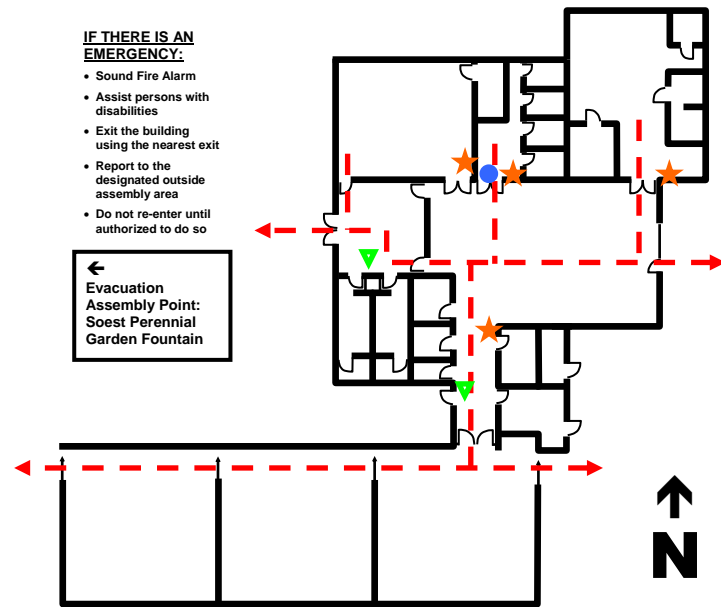 IF THERE IS AN
EMERGENCY:
• Sound Fire Alarm
• Assist persons with
disabilities
• Exit the building
using the nearest exit
• Report to the
designated outside
assembly area
• Do not re-enter until
authorized to do so
←
Evacuation
Assembly Point:
Soest Perennial
Garden Fountain
N